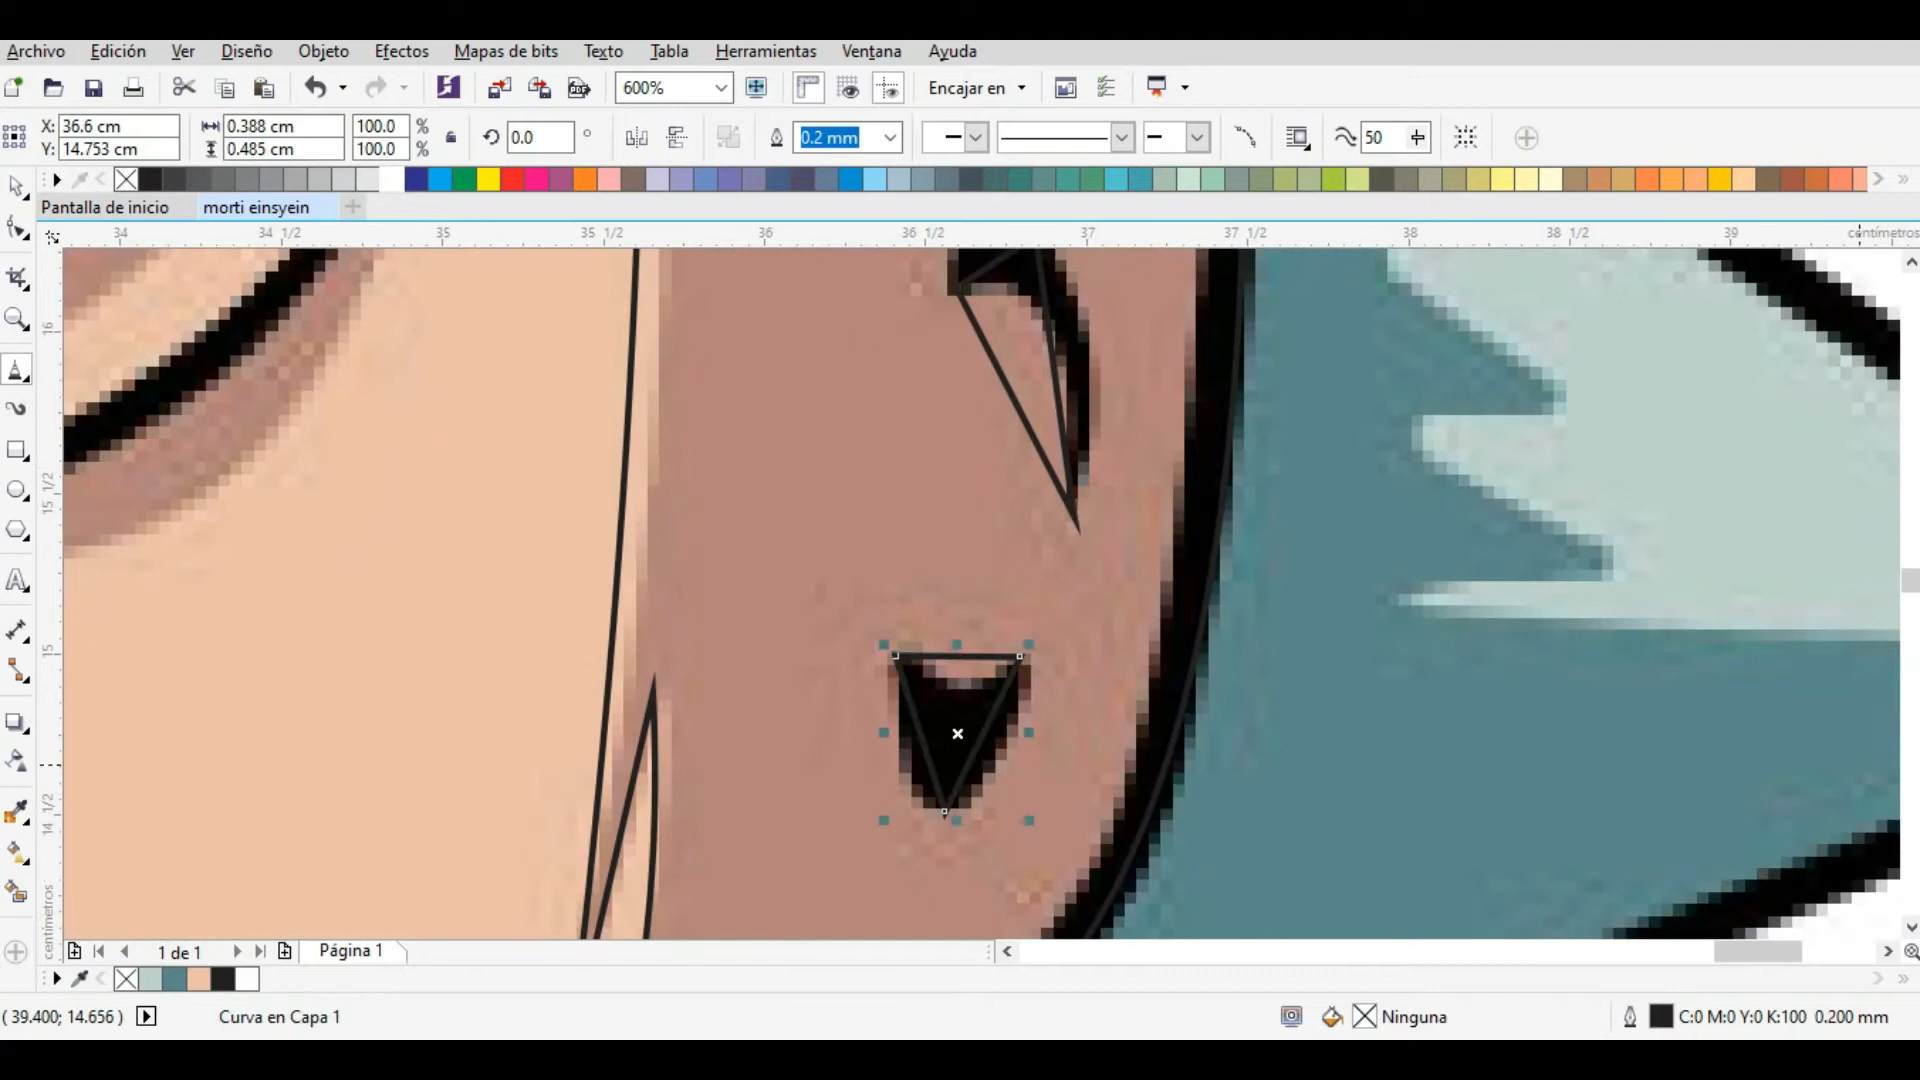 Archivo Edición Ver Diseño Objeto Efectos Mapas de bits Texto Tabla Herramientas Ventana Ayuda
600% Encajar en
X: 36.6 cm 0.388 cm 100.0 % 0.0 ° 0.2 mm 50
Y: 14.753 cm 0.485 cm 100.0 %
Pantalla de inicio morti einsyein
34 34 1/2 35 35 1/2 36 36 1/2 37 37 1/2 38 38 1/2 39 centímetros
16
15 1/2
15
14 1/2
centímetros
1 de 1 Página 1
( 39.400; 14.656 ) Curva en Capa 1 Ninguna C:0 M:0 Y:0 K:100 0.200 mm